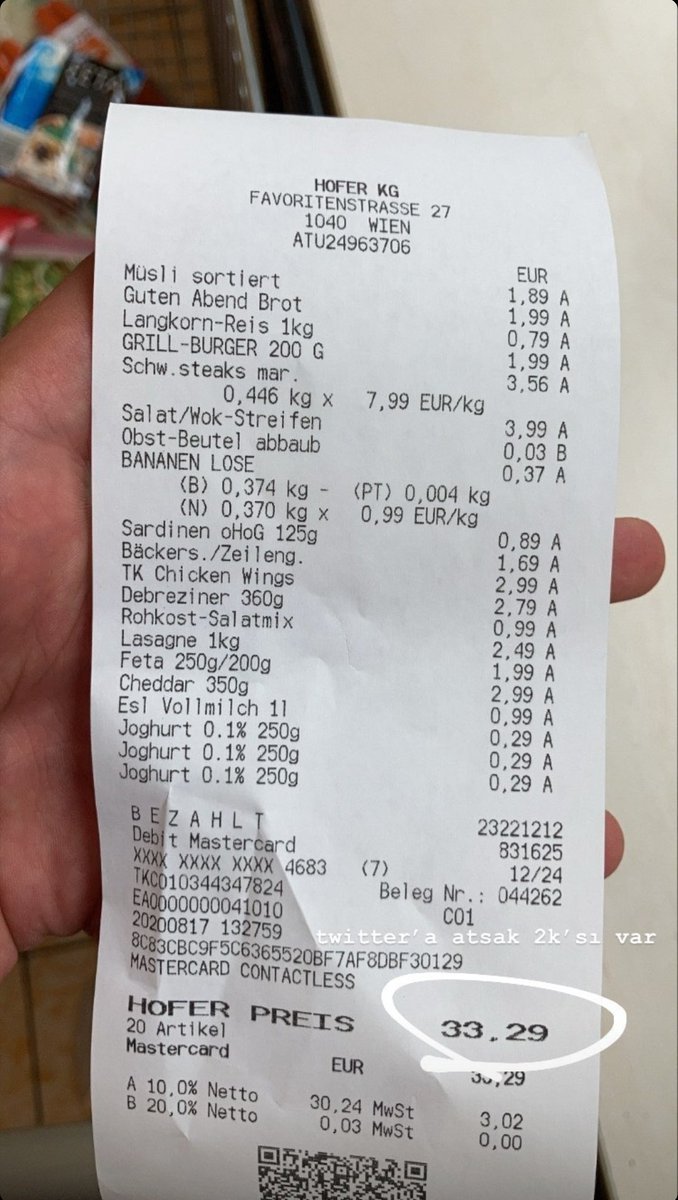 HOFER KG
FAVORITENSTRASSE 27
1040 WIEN
ATU24963706
EUR
Müsli sortiert 1,89 A
Guten Abend Brot 1,99 A
Langkorn-Reis 1kg 0,79 A
GRILL-BURGER 200 G 1,99 A
Schw.steaks mar. 3,56 A
0,446 kg x 7,99 EUR/kg
Salat/Wok-Streifen 3,99 A
Obst-Beutel abbaub 0,03 B
BANANEN LOSE 0,37 A
(B) 0,374 kg - (PT) 0,004 kg
(N) 0,370 kg x 0,99 EUR/kg
Sardinen oHoG 125g 0,89 A
Bäckers./Zeileng. 1,69 A
TK Chicken Wings 2,99 A
Debreziner 360g 2,79 A
Rohkost-Salatmix 0,99 A
Lasagne 1kg 2,49 A
Feta 250g/200g 1,99 A
Cheddar 350g 2,99 A
Esl Vollmilch 1l 0,99 A
Joghurt 0.1% 250g 0,29 A
Joghurt 0.1% 250g 0,29 A
Joghurt 0.1% 250g 0,29 A
BEZAHLT 23221212
Debit Mastercard 831625
XXXX XXXX XXXX 4683 (7) 12/24
TKC010344347824 Beleg Nr.: 044262
EA0000000041010 C01
20200817 132759
twitter'a atsak 2k'sı var
8C83CBC9F5C6365520BF7AF8DBF30129
MASTERCARD CONTACTLESS
HOFER PREIS 33,29
20 Artikel
Mastercard EUR 33,29
A 10,0% Netto 30,24 MwSt 3,02
B 20,0% Netto 0,03 MwSt 0,00